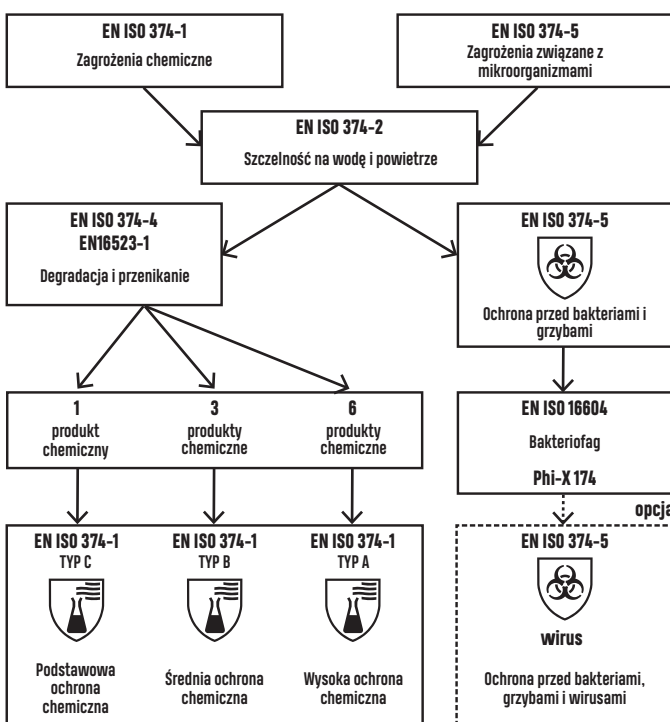 EN ISO 374-1
Zagrożenia chemiczne
EN ISO 374-5
Zagrożenia związane z
mikroorganizmami
EN ISO 374-2
Szczelność na wodę i powietrze
EN ISO 374-4
EN16523-1
Degradacja i przenikanie
EN ISO 374-5
Ochrona przed bakteriami i
grzybami
1
produkt
chemiczny
3
produkty
chemiczne
6
produkty
chemiczne
EN ISO 16604
Bakteriofag
Phi-X 174
opcja
EN ISO 374-1
TYP C
Podstawowa
ochrona
chemiczna
EN ISO 374-1
TYP B
Średnia ochrona
chemiczna
EN ISO 374-1
TYP A
Wysoka ochrona
chemiczna
EN ISO 374-5
wirus
Ochrona przed bakteriami,
grzybami i wirusami